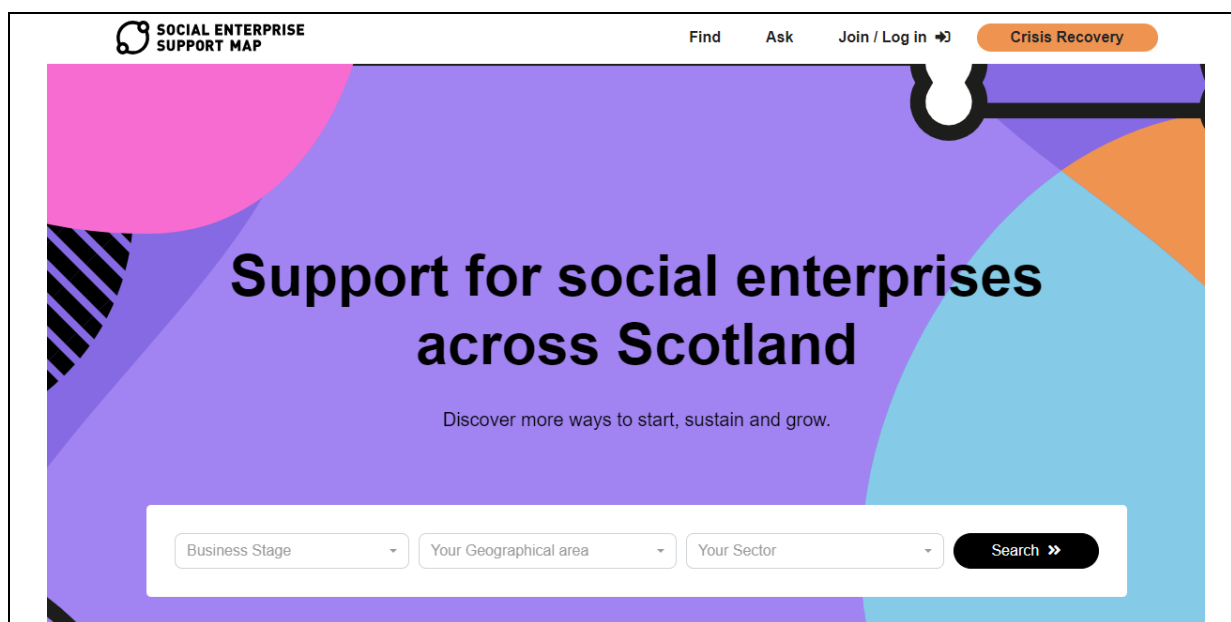 SOCIAL ENTERPRISE
SUPPORT MAP
Find Ask Join / Log in Crisis Recovery
Support for social enterprises
across Scotland
Discover more ways to start, sustain and grow.
Business Stage Your Geographical area Your Sector Search »